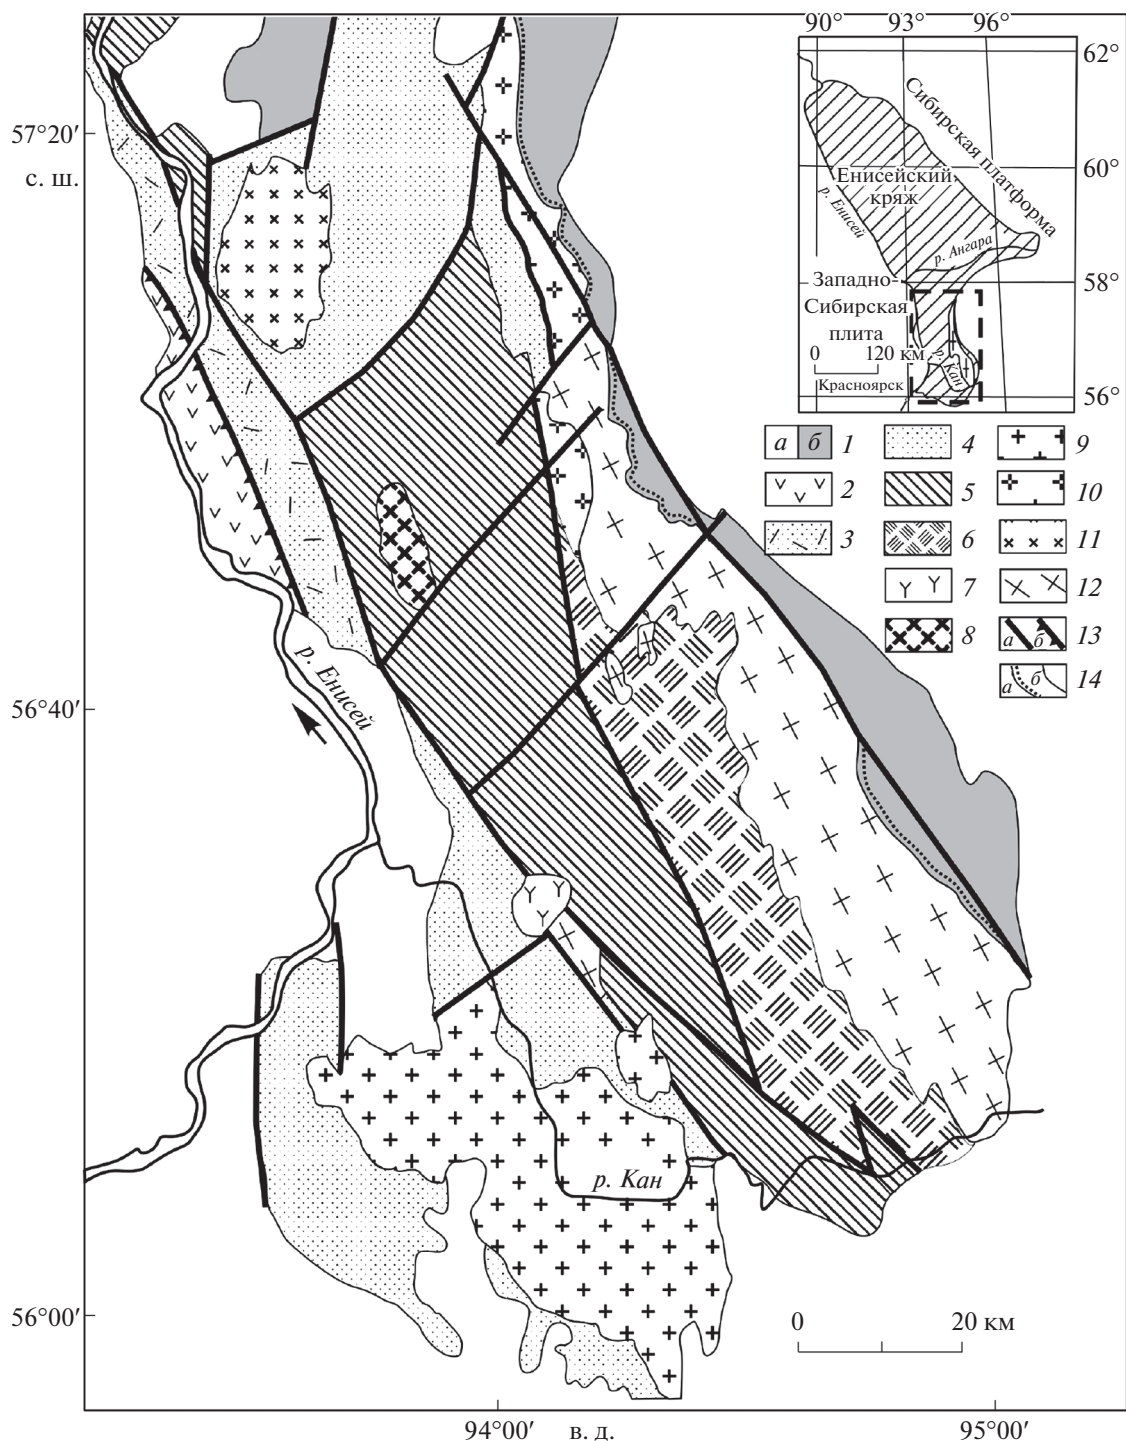 90° 93° 96°
62°
Сибирская платформа
60°
Енисейский
кряж
р. Енисей
р. Ангара
58°
Западно-
Сибирская
плита
0 120 км
р. Кан
Красноярск
56°
57°20′
с. ш.
а б 1
2
3
4
5
6
7
8
9
10
11
12
а б 13
а б 14
р. Енисей
56°40′
р. Кан
56°00′
0 20 км
94°00′ в. д. 95°00′